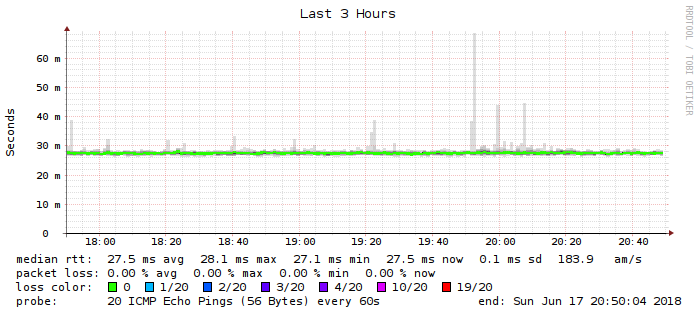 Last 3 Hours
RRDTOOL / TOBI OETIKER
Seconds
60 m
50 m
40 m
30 m
20 m
10 m
0
18:00 18:20 18:40 19:00 19:20 19:40 20:00 20:20 20:40
median rtt: 27.5 ms avg 28.1 ms max 27.1 ms min 27.5 ms now 0.1 ms sd 183.9 am/s
packet loss: 0.00 % avg 0.00 % max 0.00 % min 0.00 % now
loss color: 0 1/20 2/20 3/20 4/20 10/20 19/20
probe: 20 ICMP Echo Pings (56 Bytes) every 60s end: Sun Jun 17 20:50:04 2018